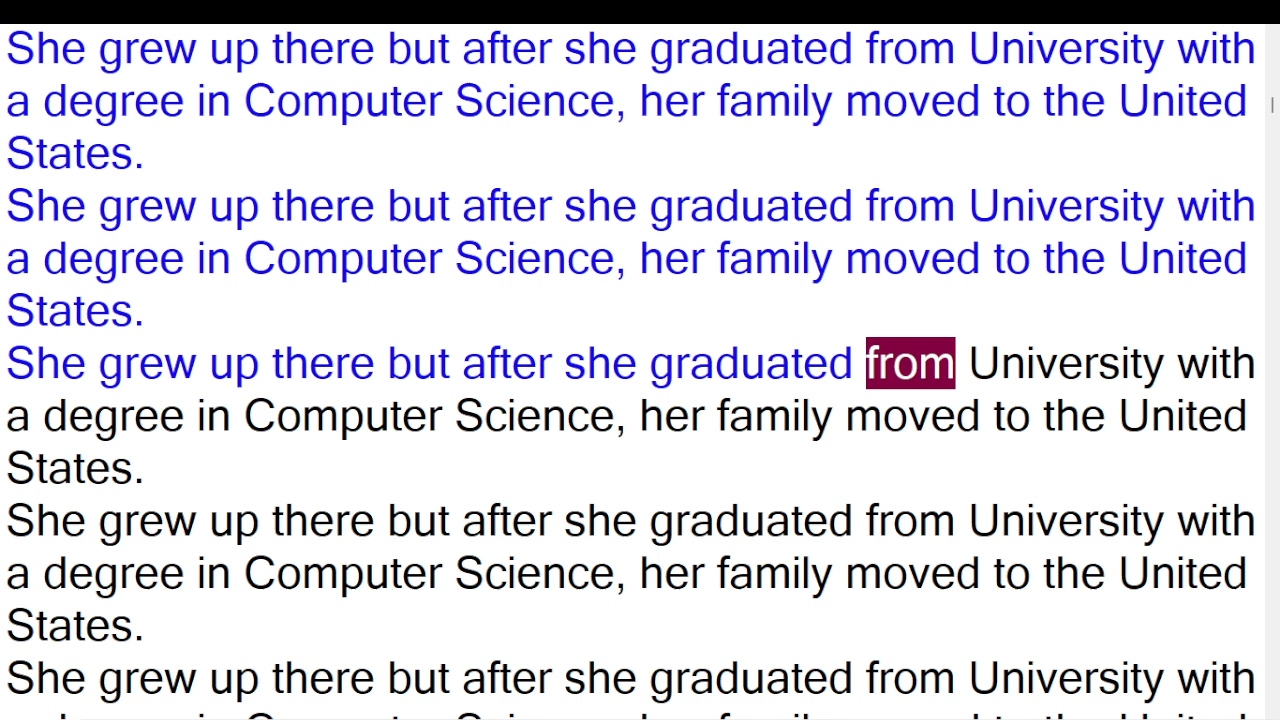 She grew up there but after she graduated from University with
a degree in Computer Science, her family moved to the United
States.
She grew up there but after she graduated from University with
a degree in Computer Science, her family moved to the United
States.
She grew up there but after she graduated from University with
a degree in Computer Science, her family moved to the United
States.
She grew up there but after she graduated from University with
a degree in Computer Science, her family moved to the United
States.
She grew up there but after she graduated from University with